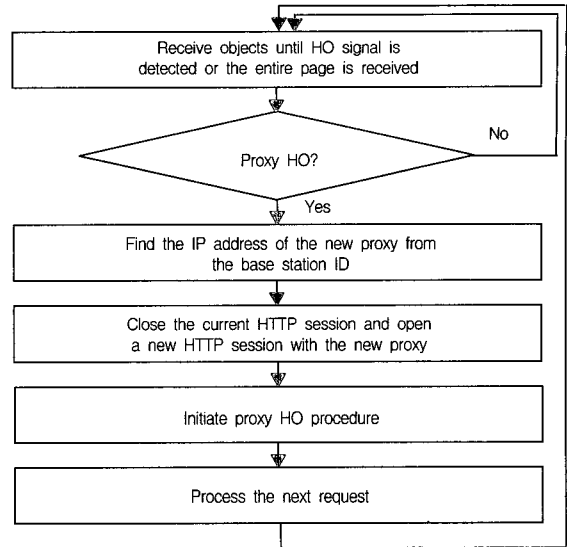 Receive objects until HO signal is
detected or the entire page is received
No
Proxy HO?
Yes
Find the IP address of the new proxy from
the base station ID
Close the current HTTP session and open
a new HTTP session with the new proxy
Initiate proxy HO procedure
Process the next request